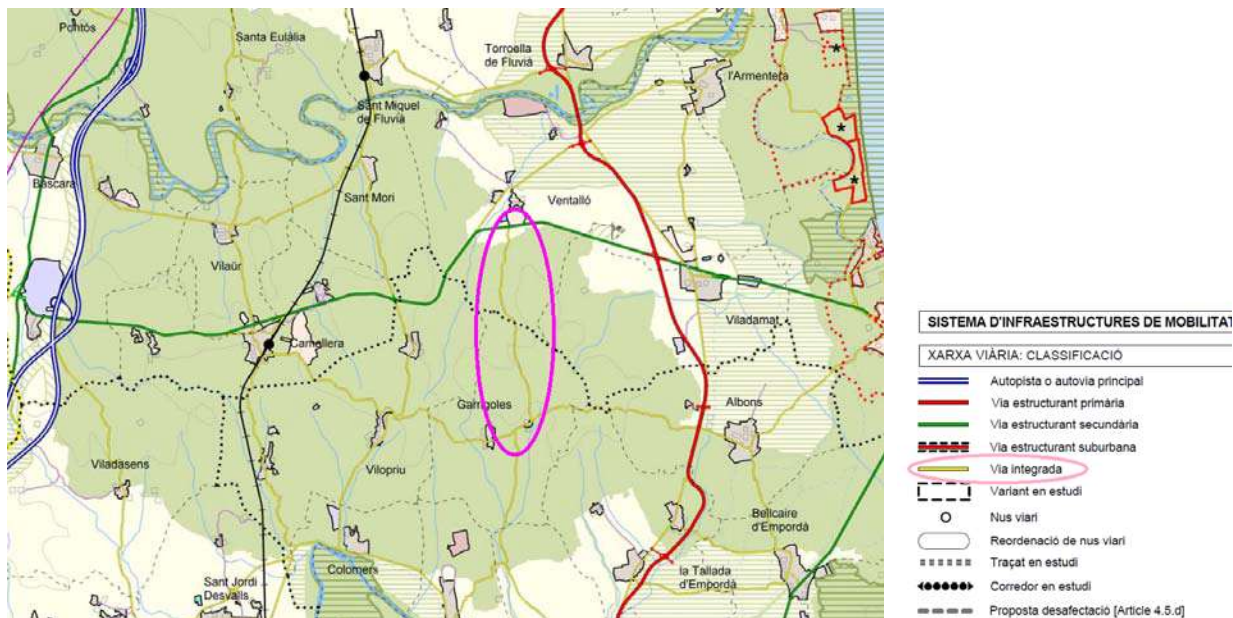 Pontós
Santa Eulàlia
Torroella
de Fluvià
l'Armentera
Sant Miquel
de Fluvià
Bàscara
Sant Mori
Ventalló
Vilaür
Viladamat
Camallera
Garrigoles
Albons
Viladasens
Vilopriu
Bellcaire
d'Empordà
Colomers
la Tallada
d'Empordà
Sant Jordi
Desvalls
SISTEMA D'INFRAESTRUCTURES DE MOBILITAT
XARXA VIÀRIA: CLASSIFICACIÓ
Autopista o autovia principal
Via estructurant primària
Via estructurant secundària
Via estructurant suburbana
Via integrada
Variant en estudi
Nus viari
Reordenació de nus viari
Traçat en estudi
Corredor en estudi
Proposta desafectació [Article 4.5.d]